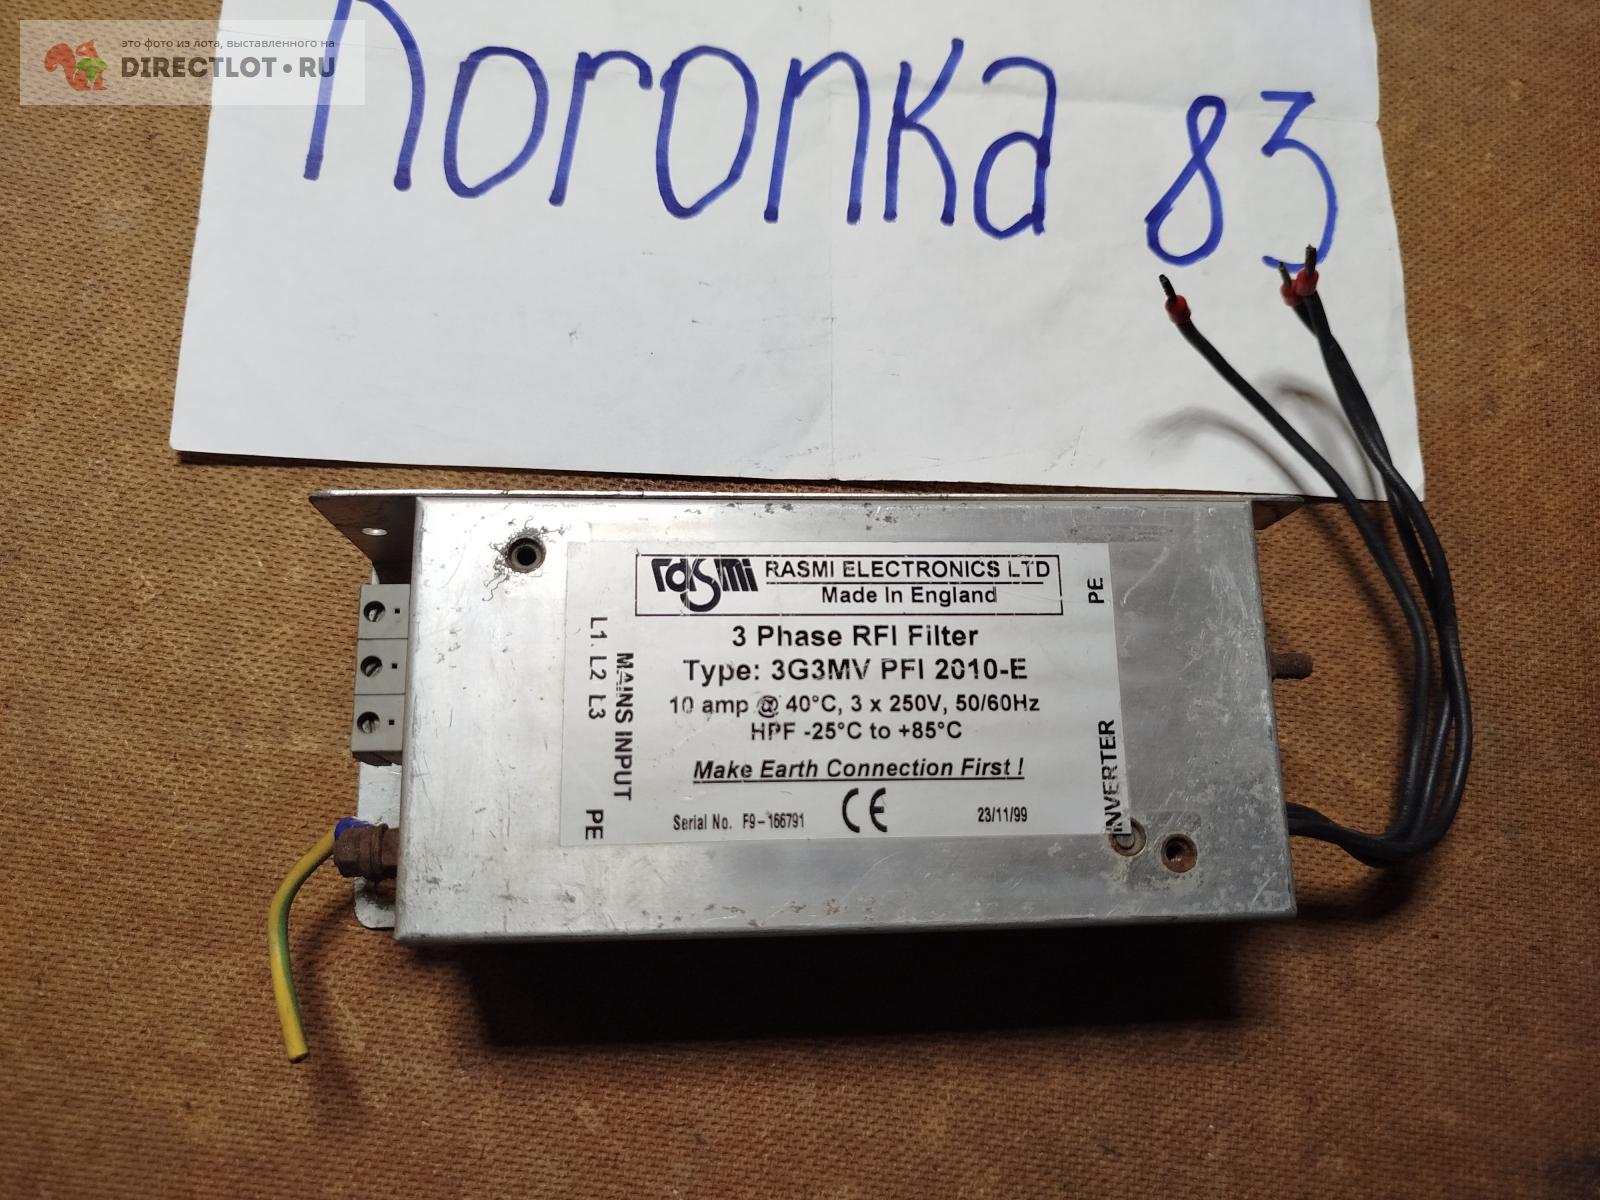 это фото из лота, выставленного на
DIRECTLOT•RU
noronka 83
rasmi RASMI ELECTRONICS LTD
Made In England
3 Phase RFI Filter
Type: 3G3MV PFI 2010-E
10 amp @ 40°C, 3 x 250V, 50/60Hz
HPF -25°C to +85°C
Make Earth Connection First !
Serial No. F9-166791
CE
23/11/99
L1. L2 L3
MAINS INPUT
PE
PE
INVERTER